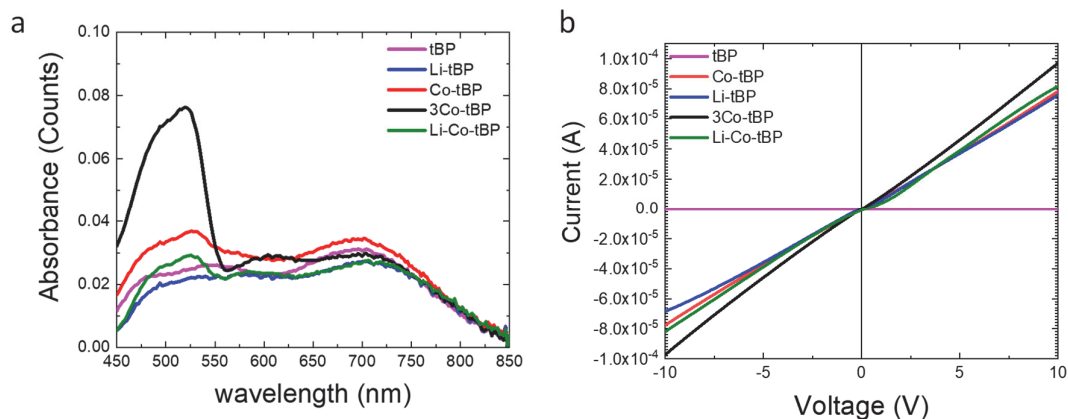 a
Absorbance (Counts)
0.10
0.08
0.06
0.04
0.02
0.00
tBP
Li-tBP
Co-tBP
3Co-tBP
Li-Co-tBP
450 500 550 600 650 700 750 800 850
wavelength (nm)
b
Current (A)
1.0x10-4
8.0x10-5
6.0x10-5
4.0x10-5
2.0x10-5
0.0
-2.0x10-5
-4.0x10-5
-6.0x10-5
-8.0x10-5
-1.0x10-4
tBP
Co-tBP
Li-tBP
3Co-tBP
Li-Co-tBP
-10 -5 0 5 10
Voltage (V)